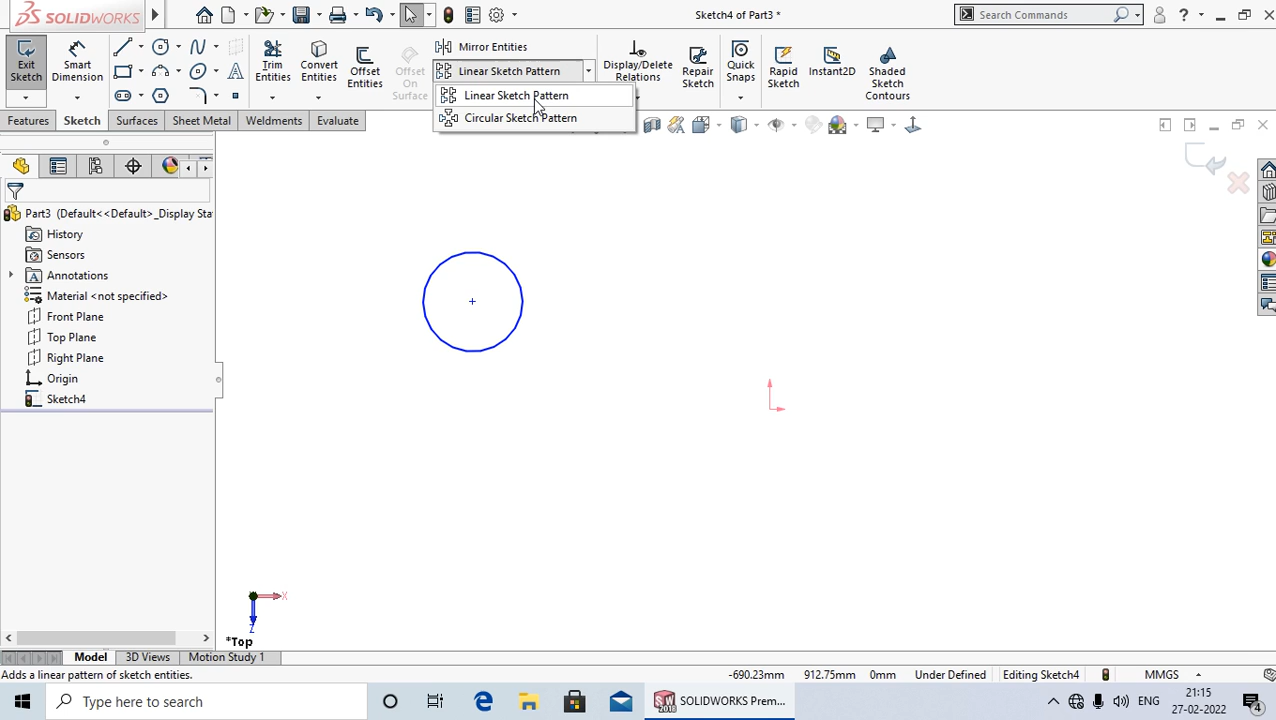 SOLIDWORKS
Sketch4 of Part3 *
Search Commands
?
Exit Sketch
Smart Dimension
Trim Entities
Convert Entities
Offset Entities
Offset On Surface
Mirror Entities
Linear Sketch Pattern
Linear Sketch Pattern
Circular Sketch Pattern
Display/Delete Relations
Repair Sketch
Quick Snaps
Rapid Sketch
Instant2D
Shaded Sketch Contours
Features
Sketch
Surfaces
Sheet Metal
Weldments
Evaluate
Part3 (Default<<Default>_Display Sta
History
Sensors
Annotations
Material <not specified>
Front Plane
Top Plane
Right Plane
Origin
Sketch4
X
Z
*Top
Model
3D Views
Motion Study 1
Adds a linear pattern of sketch entities.
-690.23mm
912.75mm
0mm
Under Defined
Editing Sketch4
MMGS
Type here to search
2018
SOLIDWORKS Prem...
ENG
21:15
27-02-2022
4